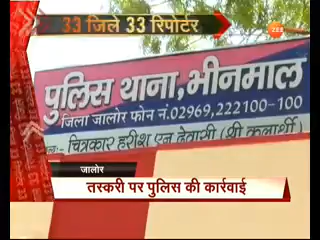 33 जिले 33 रिपोर्टर
पुलिस थाना, भीनमाल
जिला जालोर फोन नं.02969,222100-100
चित्रकार हरीश एन देवासी (श्री कलार्थी)
जालोर
तस्करी पर पुलिस की कार्रवाई